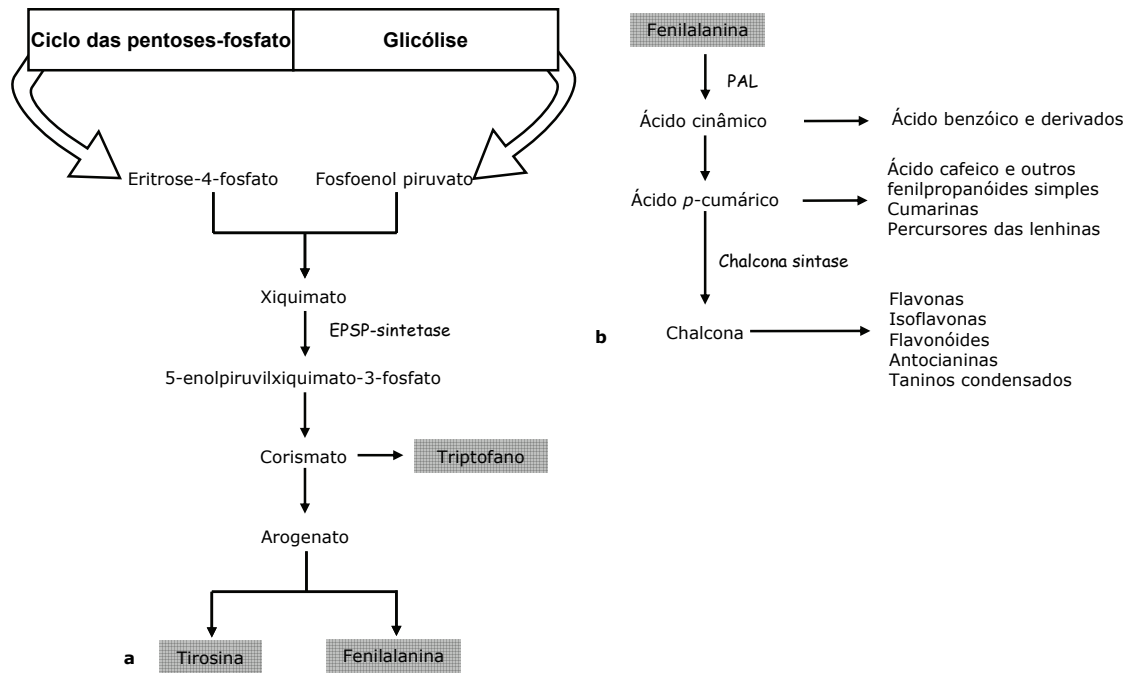 Ciclo das pentoses-fosfato
Glicólise
Eritrose-4-fosfato
Fosfoenol piruvato
Xiquimato
EPSP-sintetase
5-enolpiruvilxiquimato-3-fosfato
Corismato
Triptofano
Arogenato
a
Tirosina
Fenilalanina
Fenilalanina
PAL
Ácido cinâmico
Ácido benzóico e derivados
Ácido p-cumárico
Ácido cafeico e outros
fenilpropanóides simples
Cumarinas
Percursores das lenhinas
Chalcona sintase
b
Chalcona
Flavonas
Isoflavonas
Flavonóides
Antocianinas
Taninos condensados